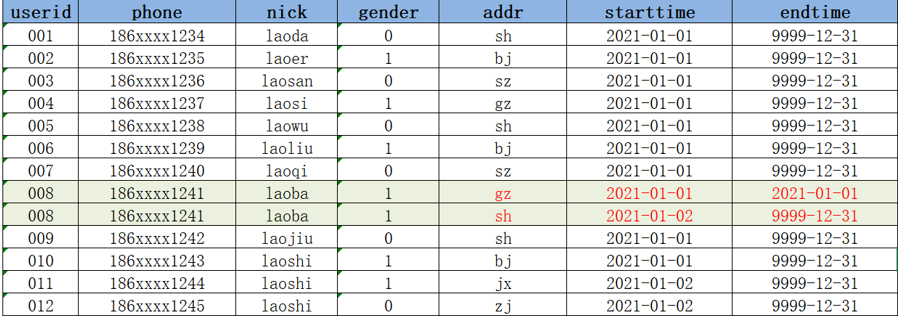 userid phone nick gender addr starttime endtime
001 186xxxx1234 laoda 0 sh 2021-01-01 9999-12-31
002 186xxxx1235 laoer 1 bj 2021-01-01 9999-12-31
003 186xxxx1236 laosan 0 sz 2021-01-01 9999-12-31
004 186xxxx1237 laosi 1 gz 2021-01-01 9999-12-31
005 186xxxx1238 laowu 0 sh 2021-01-01 9999-12-31
006 186xxxx1239 laoliu 1 bj 2021-01-01 9999-12-31
007 186xxxx1240 laoqi 0 sz 2021-01-01 9999-12-31
008 186xxxx1241 laoba 1 gz 2021-01-01 2021-01-01
008 186xxxx1241 laoba 1 sh 2021-01-02 9999-12-31
009 186xxxx1242 laojiu 0 sh 2021-01-01 9999-12-31
010 186xxxx1243 laoshi 1 bj 2021-01-01 9999-12-31
011 186xxxx1244 laoshi 1 jx 2021-01-02 9999-12-31
012 186xxxx1245 laoshi 0 zj 2021-01-02 9999-12-31